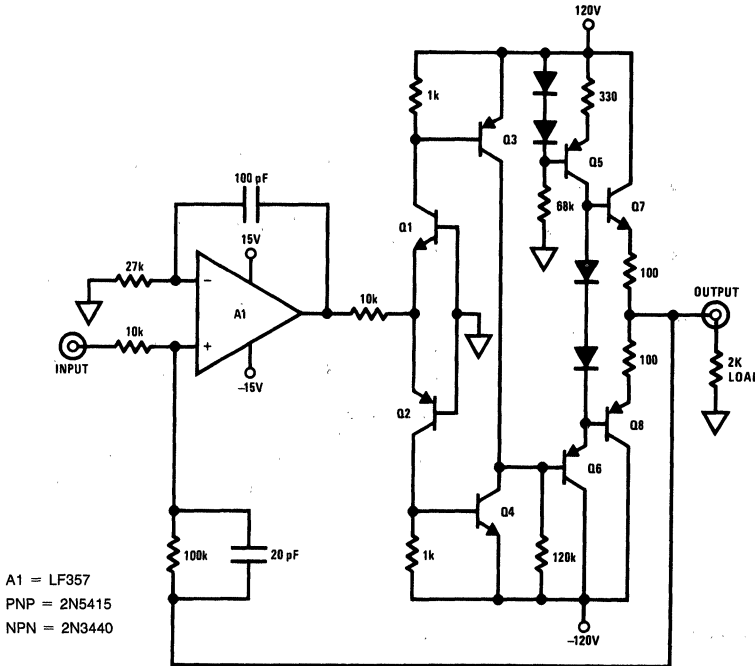 120V
1k
Q3
330
Q5
100 pF
68k
Q7
Q1
15V
27k
100
−
A1
10k
OUTPUT
10k
+
INPUT
100
2K
LOAD
−15V
Q2
Q8
Q6
Q4
100k
20 pF
1k
120k
A1 = LF357
PNP = 2N5415
NPN = 2N3440
−120V